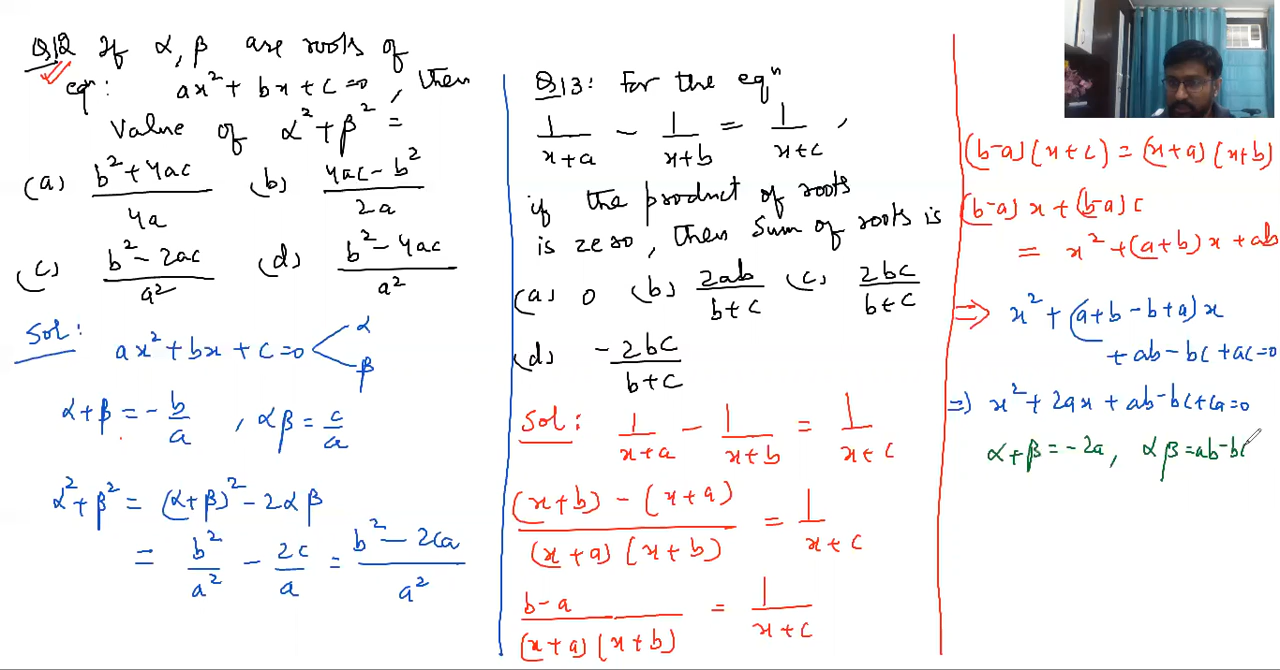 Q12 If α, β are roots of
eqⁿ: ax² + bx + c = 0, then
Value of α² + β² =
(a) (b² + 4ac)/4a (b) (4ac - b²)/2a
(c) (b² - 2ac)/a² (d) (b² - 4ac)/a²
Sol: ax² + bx + c = 0 < α β
α + β = - b/a , αβ = c/a
α² + β² = (α + β)² - 2αβ
= b²/a² - 2c/a = (b² - 2ca)/a²
Q13: For the eqⁿ
1/(x+a) - 1/(x+b) = 1/(x+c) ,
if the product of roots
is zero, then sum of roots is
(a) 0 (b) 2ab/(b+c) (c) 2bc/(b+c)
(d) - 2bc/(b+c)
Sol: 1/(x+a) - 1/(x+b) = 1/(x+c)
((x+b) - (x+a))/((x+a)(x+b)) = 1/(x+c)
(b-a)/((x+a)(x+b)) = 1/(x+c)
(b-a)(x+c) = (x+a)(x+b)
(b-a)x + (b-a)c
= x² + (a+b)x + ab
⇒ x² + (a+b-b+a)x
+ ab - bc + ac = 0
⇒ x² + 2ax + ab - bc + ca = 0
α + β = -2a, αβ = ab - bc